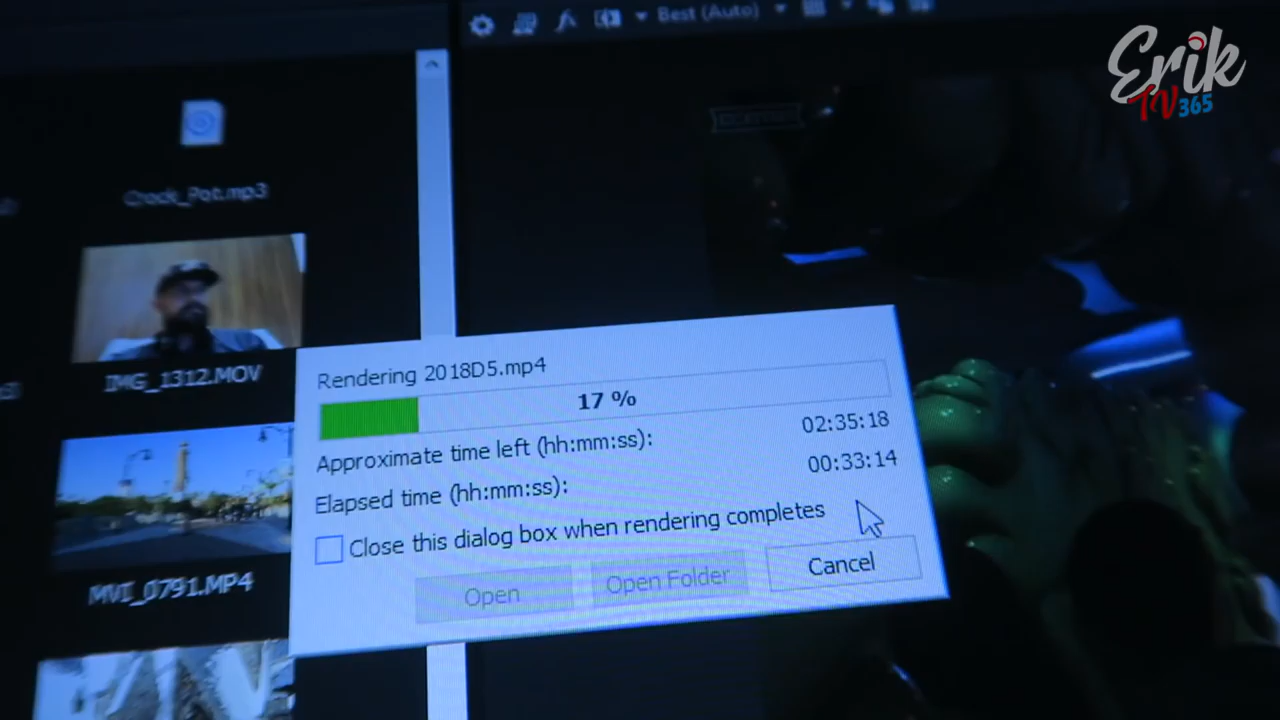 Best (Auto)
Erik
TV365
Crock_Pot.mp3
IMG_1312.MOV
Rendering 2018D5.mp4
17 %
Approximate time left (hh:mm:ss): 02:35:18
Elapsed time (hh:mm:ss): 00:33:14
Close this dialog box when rendering completes
Open Open Folder Cancel
MVI_0791.MP4